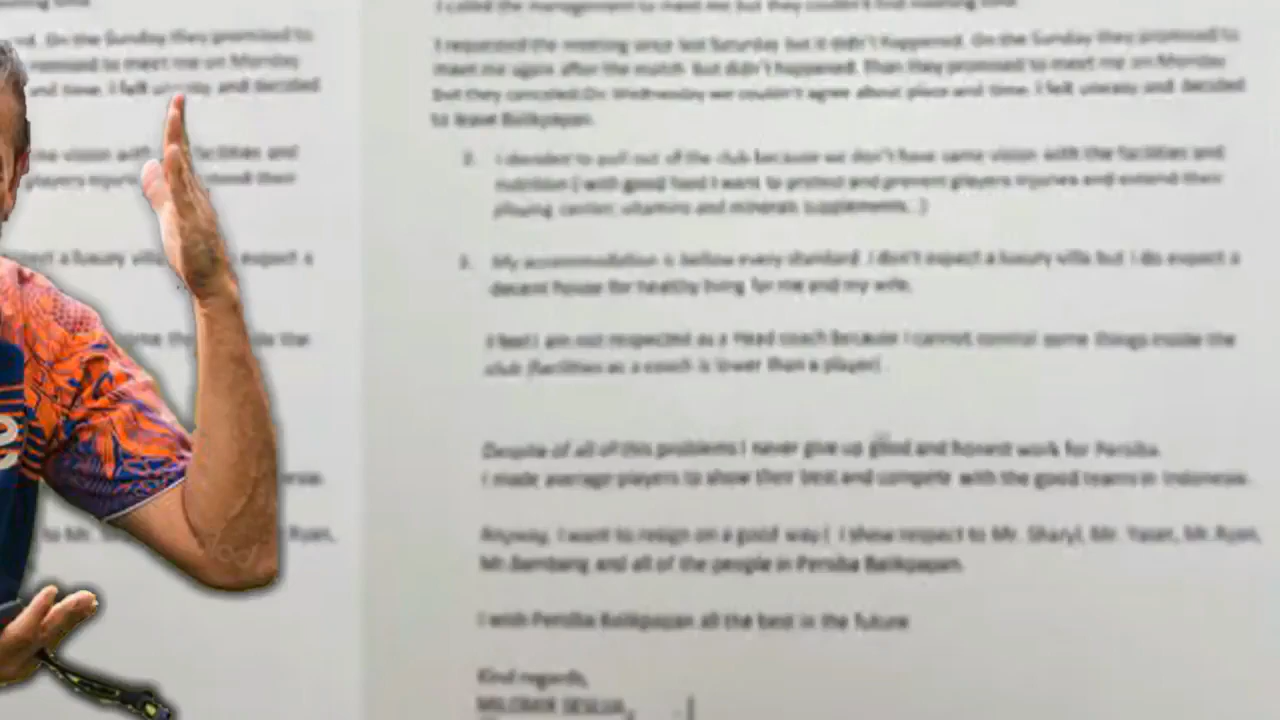 I called the management to meet me but they couldn't find meeting time.
I requested the meeting since last Saturday but it didn't happened. On the Sunday they promised to
meet me again after the match but didn't happened. Than they promised to meet me on Monday
but they canceled.On Wednesday we couldn't agree about place and time. I felt uneasy and decided
to leave Balikpapan.
2. I decided to pull out of the club because we don't have same vision with the facilities and
nutrition ( with good food I want to protect and prevent players injuries and extend their
playing carrier, vitamins and minerals supplements..)
3. My accommodation is bellow every standard. I don't expect a luxury villa but I do expect a
decent house for healthy living for me and my wife.
I feel I am not respected as a Head coach because I cannot control some things inside the
club (facilities as a coach is lower than a player)
Despite of all of this problems I never give up good and honest work for Persiba.
I made average players to show their best and compete with the good teams in Indonesia.
Anyway, I want to resign on a good way ( I show respect to Mr. Sharyl, Mr. Yaser, Mr.Ryan,
Mr.Bambang and all of the people in Persiba Balikpapan.
I wish Persiba Balikpapan all the best in the future
Kind regards,
MILOMIR SESLIJA